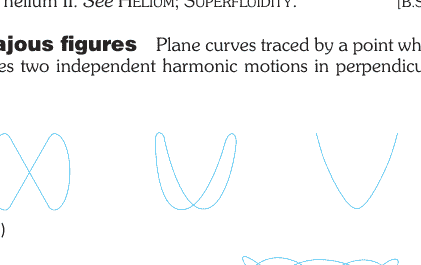 helium II. See HELIUM; SUPERFLUIDITY. [B.S
ajous figures Plane curves traced by a point wh
es two independent harmonic motions in perpendicu
)